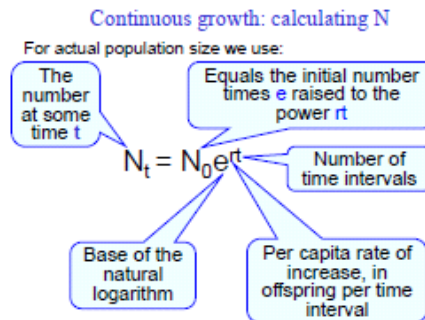 Continuous growth: calculating N
For actual population size we use:
The
number
at some
time t
Equals the initial number
times e raised to the
power rt
Nt = N0e^rt
Number of
time intervals
Base of the
natural
logarithm
Per capita rate of
increase, in
offspring per time
interval